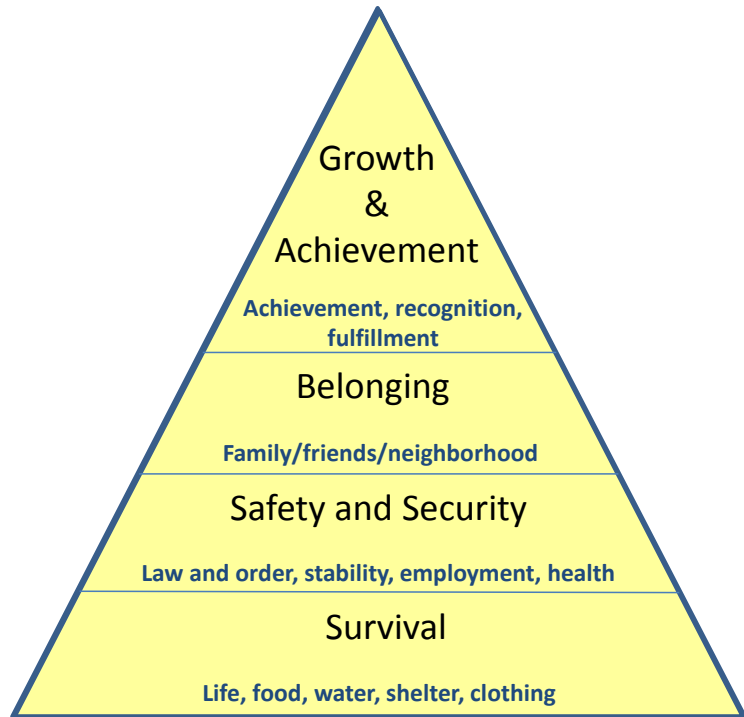 Growth
&
Achievement
Achievement, recognition,
fulfillment
Belonging
Family/friends/neighborhood
Safety and Security
Law and order, stability, employment, health
Survival
Life, food, water, shelter, clothing